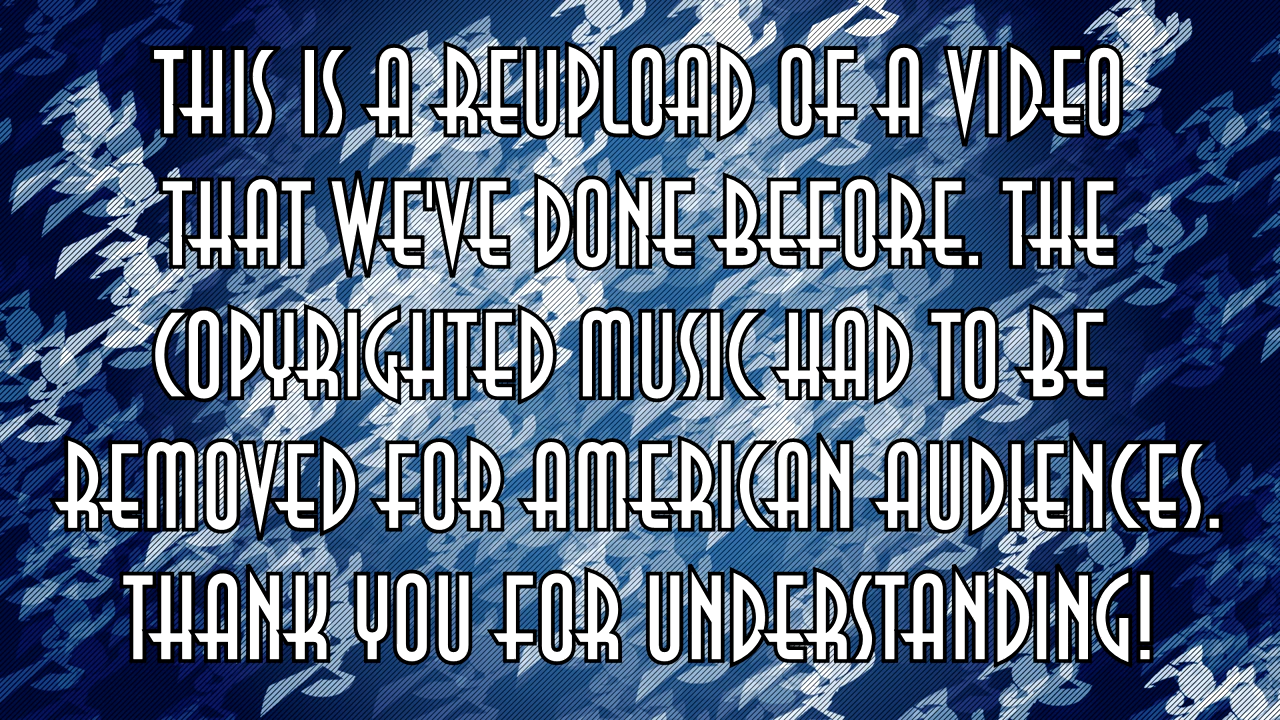 THIS IS A REUPLOAD OF A VIDEO
THAT WE'VE DONE BEFORE. THE
COPYRIGHTED MUSIC HAD TO BE
REMOVED FOR AMERICAN AUDIENCES.
THANK YOU FOR UNDERSTANDING!